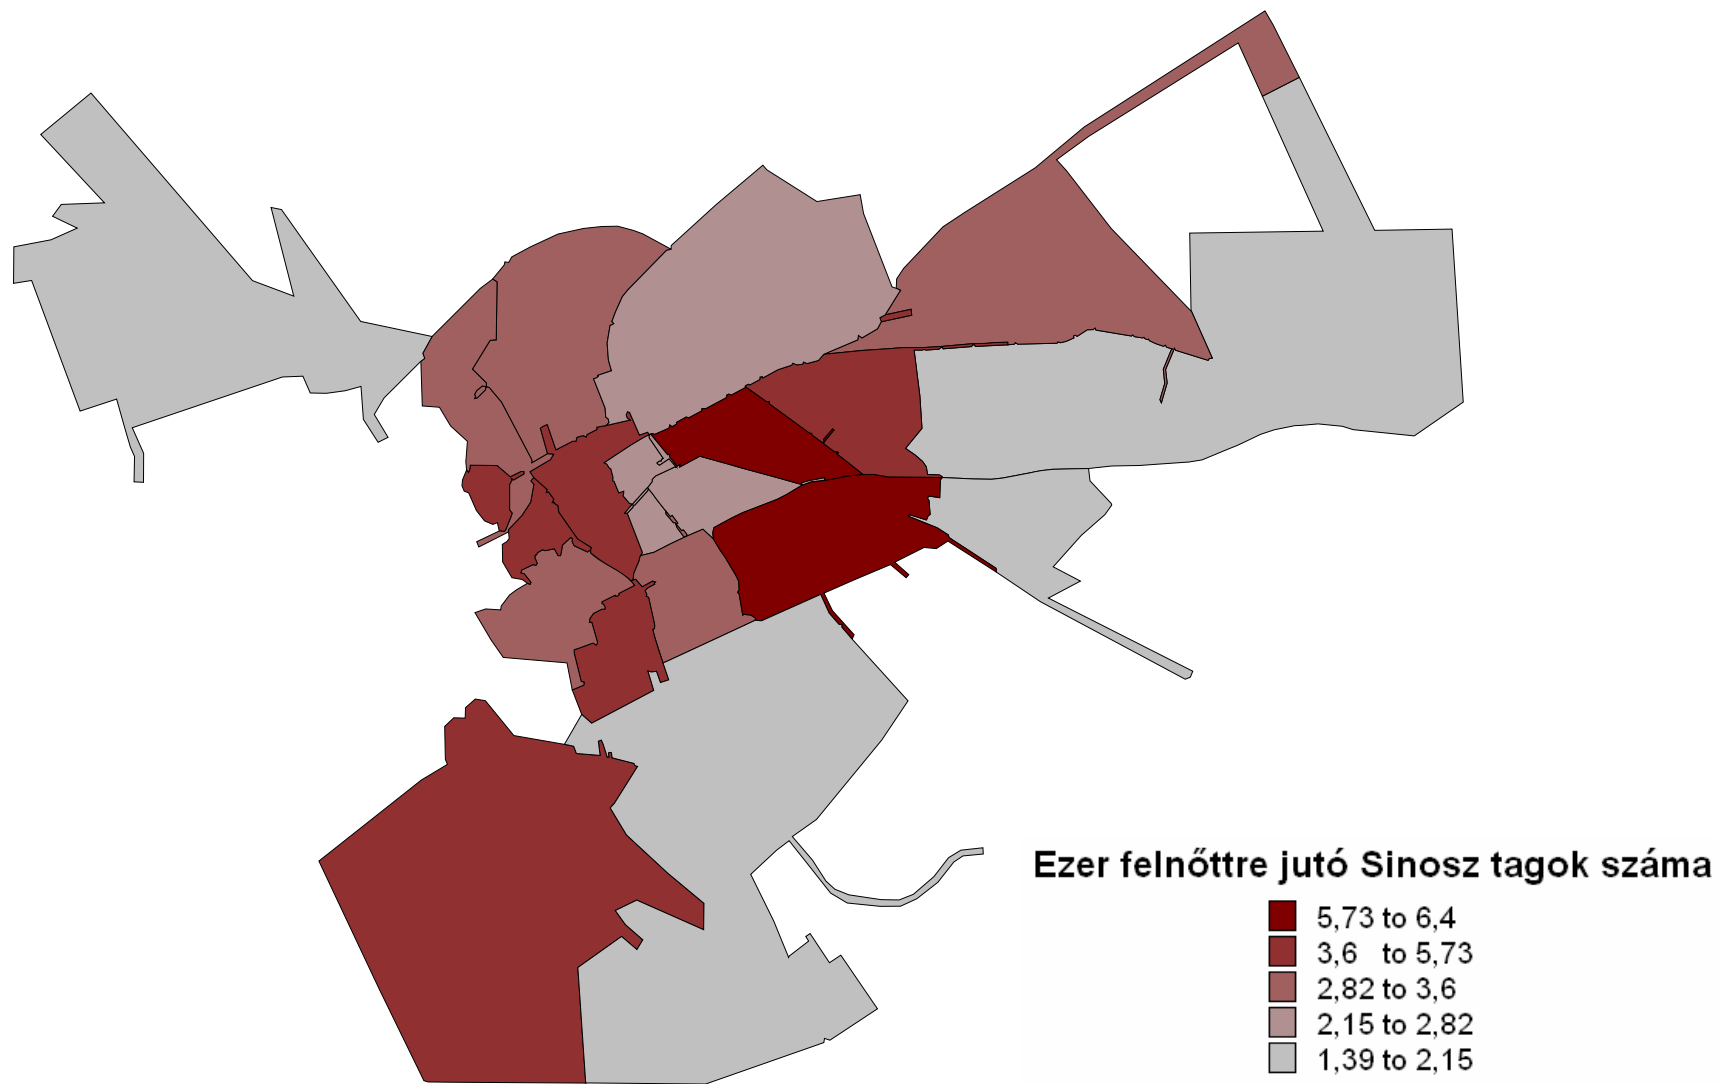 Ezer felnőttre jutó Sinosz tagok száma
5,73 to 6,4
3,6 to 5,73
2,82 to 3,6
2,15 to 2,82
1,39 to 2,15